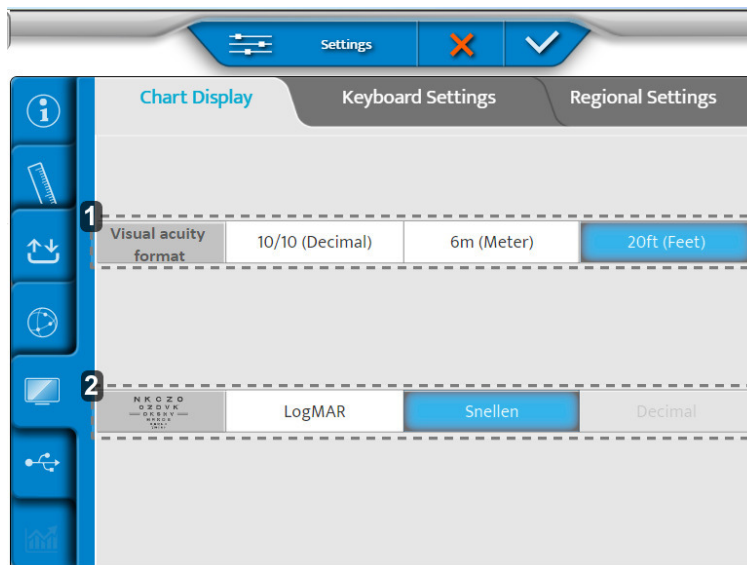 Settings
Chart Display
Keyboard Settings
Regional Settings
1
Visual acuity
format
10/10 (Decimal)
6m (Meter)
20ft (Feet)
2
N K C Z O
LogMAR
Snellen
Decimal